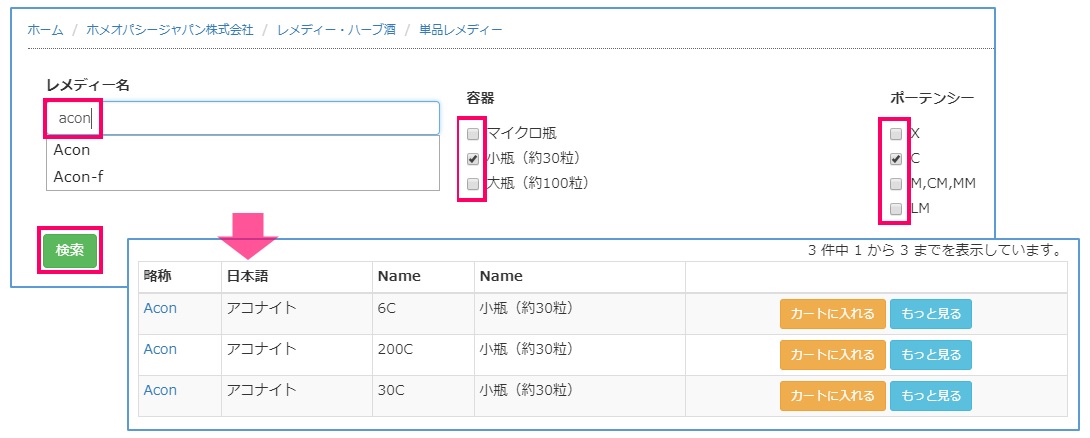 ホーム / ホメオパシージャパン株式会社 / レメディー・ハーブ酒 / 単品レメディー
レメディー名
acon
Acon
Acon-f
検索
容器
マイクロ瓶
小瓶（約30粒）
大瓶（約100粒）
ポーテンシー
X
C
M,CM,MM
LM
3 件中 1 から 3 までを表示しています。
略称 日本語 Name Name
Acon アコナイト 6C 小瓶（約30粒） カートに入れる もっと見る
Acon アコナイト 200C 小瓶（約30粒） カートに入れる もっと見る
Acon アコナイト 30C 小瓶（約30粒） カートに入れる もっと見る